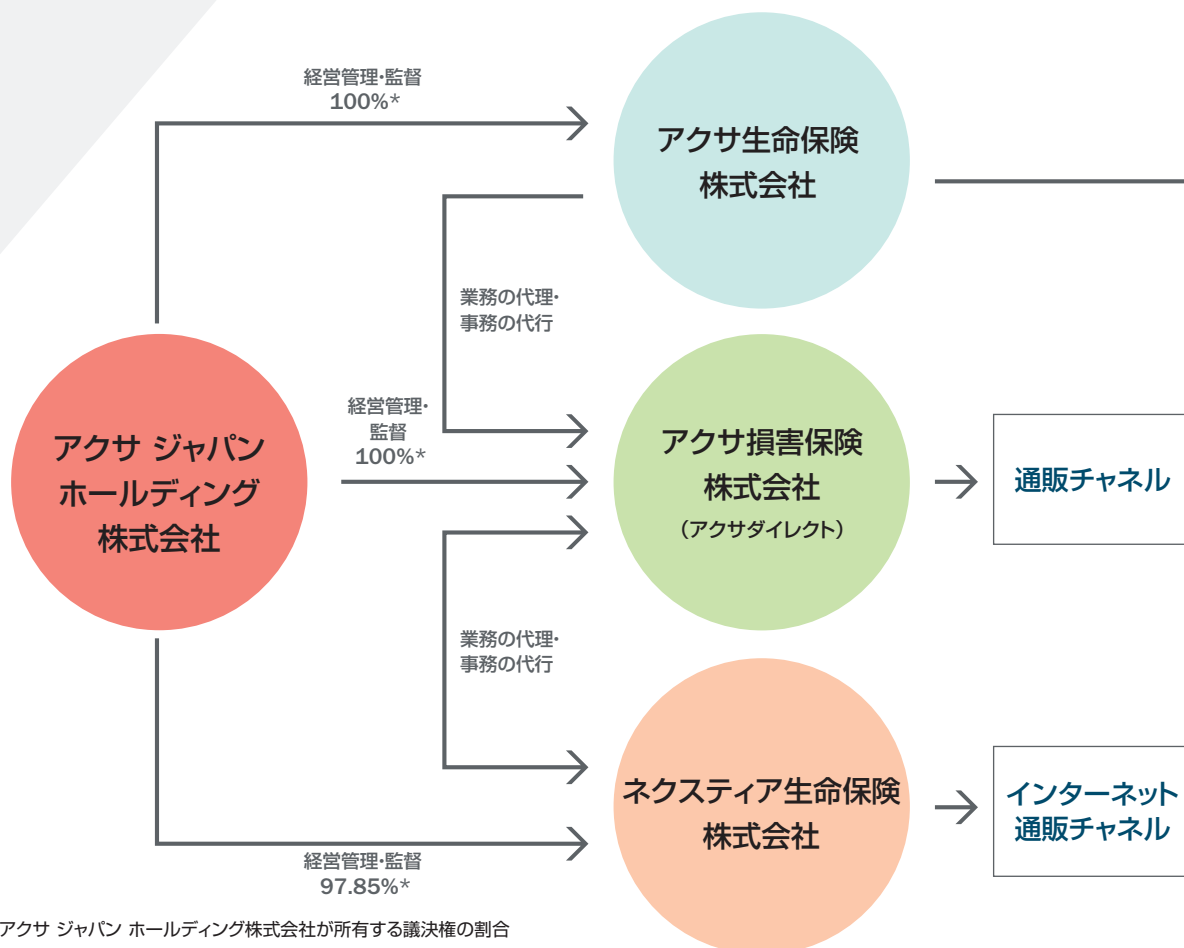 経営管理・監督
100%*
アクサ生命保険
株式会社
業務の代理・
事務の代行
アクサ ジャパン
ホールディング
株式会社
経営管理・
監督
100%*
アクサ損害保険
株式会社
（アクサダイレクト）
通販チャネル
業務の代理・
事務の代行
ネクスティア生命保険
株式会社
インターネット
通販チャネル
経営管理・監督
97.85%*
アクサ ジャパン ホールディング株式会社が所有する議決権の割合